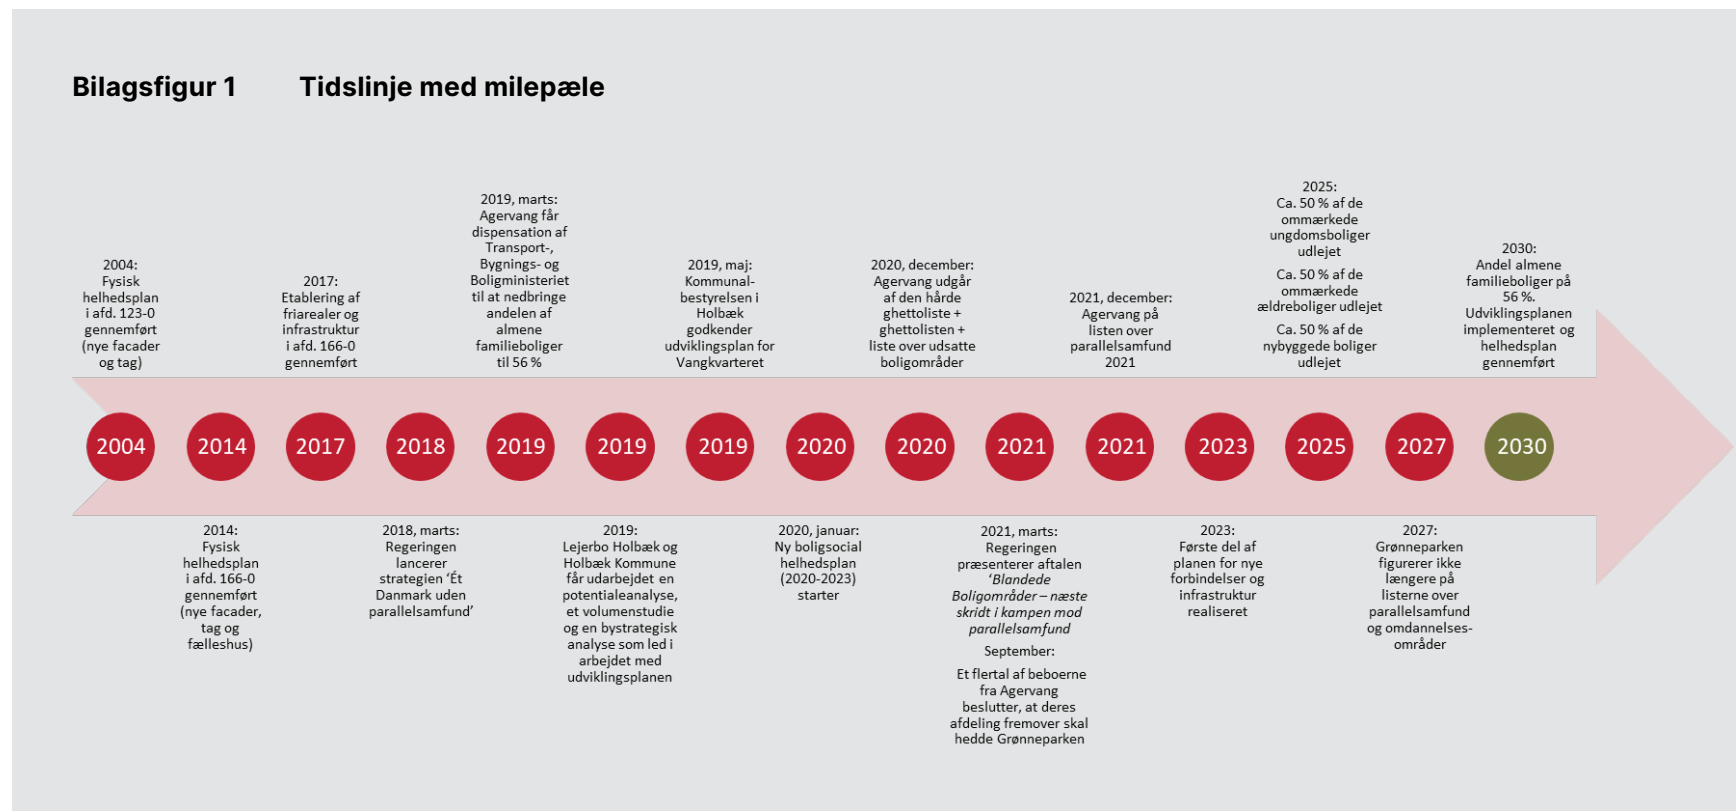 Bilagsfigur 1 Tidslinje med milepæle
2004:
Fysisk
helhedsplan
i afd. 123-0
gennemført
(nye facader
og tag)
2017:
Etablering af
friarealer og
infrastruktur
i afd. 166-0
gennemført
2019, marts:
Agervang får
dispensation af
Transport-,
Bygnings- og
Boligministeriet
til at nedbringe
andelen af
almene
familieboliger
til 56 %
2019, maj:
Kommunal-
bestyrelsen i
Holbæk
godkender
udviklingsplan for
Vangkvarteret
2020, december:
Agervang udgår
af den hårde
ghettoliste +
ghettolisten +
liste over udsatte
boligområder
2021, december:
Agervang på
listen over
parallelsamfund
2021
2025:
Ca. 50 % af de
ommærkede
ungdomsboliger
udlejet
Ca. 50 % af de
ommærkede
ældreboliger udlejet
Ca. 50 % af de
nybyggede boliger
udlejet
2030:
Andel almene
familieboliger på
56 %.
Udviklingsplanen
implementeret og
helhedsplan
gennemført
2004 2014 2017 2018 2019 2019 2019 2020 2020 2021 2021 2023 2025 2027 2030
2014:
Fysisk
helhedsplan
i afd. 166-0
gennemført
(nye facader,
tag og
fælleshus)
2018, marts:
Regeringen
lancerer
strategien ‘Ét
Danmark uden
parallelsamfund’
2019:
Lejerbo Holbæk og
Holbæk Kommune
får udarbejdet en
potentialeanalyse,
et volumenstudie
og en bystrategisk
analyse som led i
arbejdet med
udviklingsplanen
2020, januar:
Ny boligsocial
helhedsplan
(2020-2023)
starter
2021, marts:
Regeringen
præsenterer aftalen
‘Blandede
Boligområder – næste
skridt i kampen mod
parallelsamfund
September:
Et flertal af beboerne
fra Agervang
beslutter, at deres
afdeling fremover skal
hedde Grønneparken
2023:
Første del af
planen for nye
forbindelser og
infrastruktur
realiseret
2027:
Grønneparken
figurerer ikke
længere på
listerne over
parallelsamfund
og omdannelses-
områder